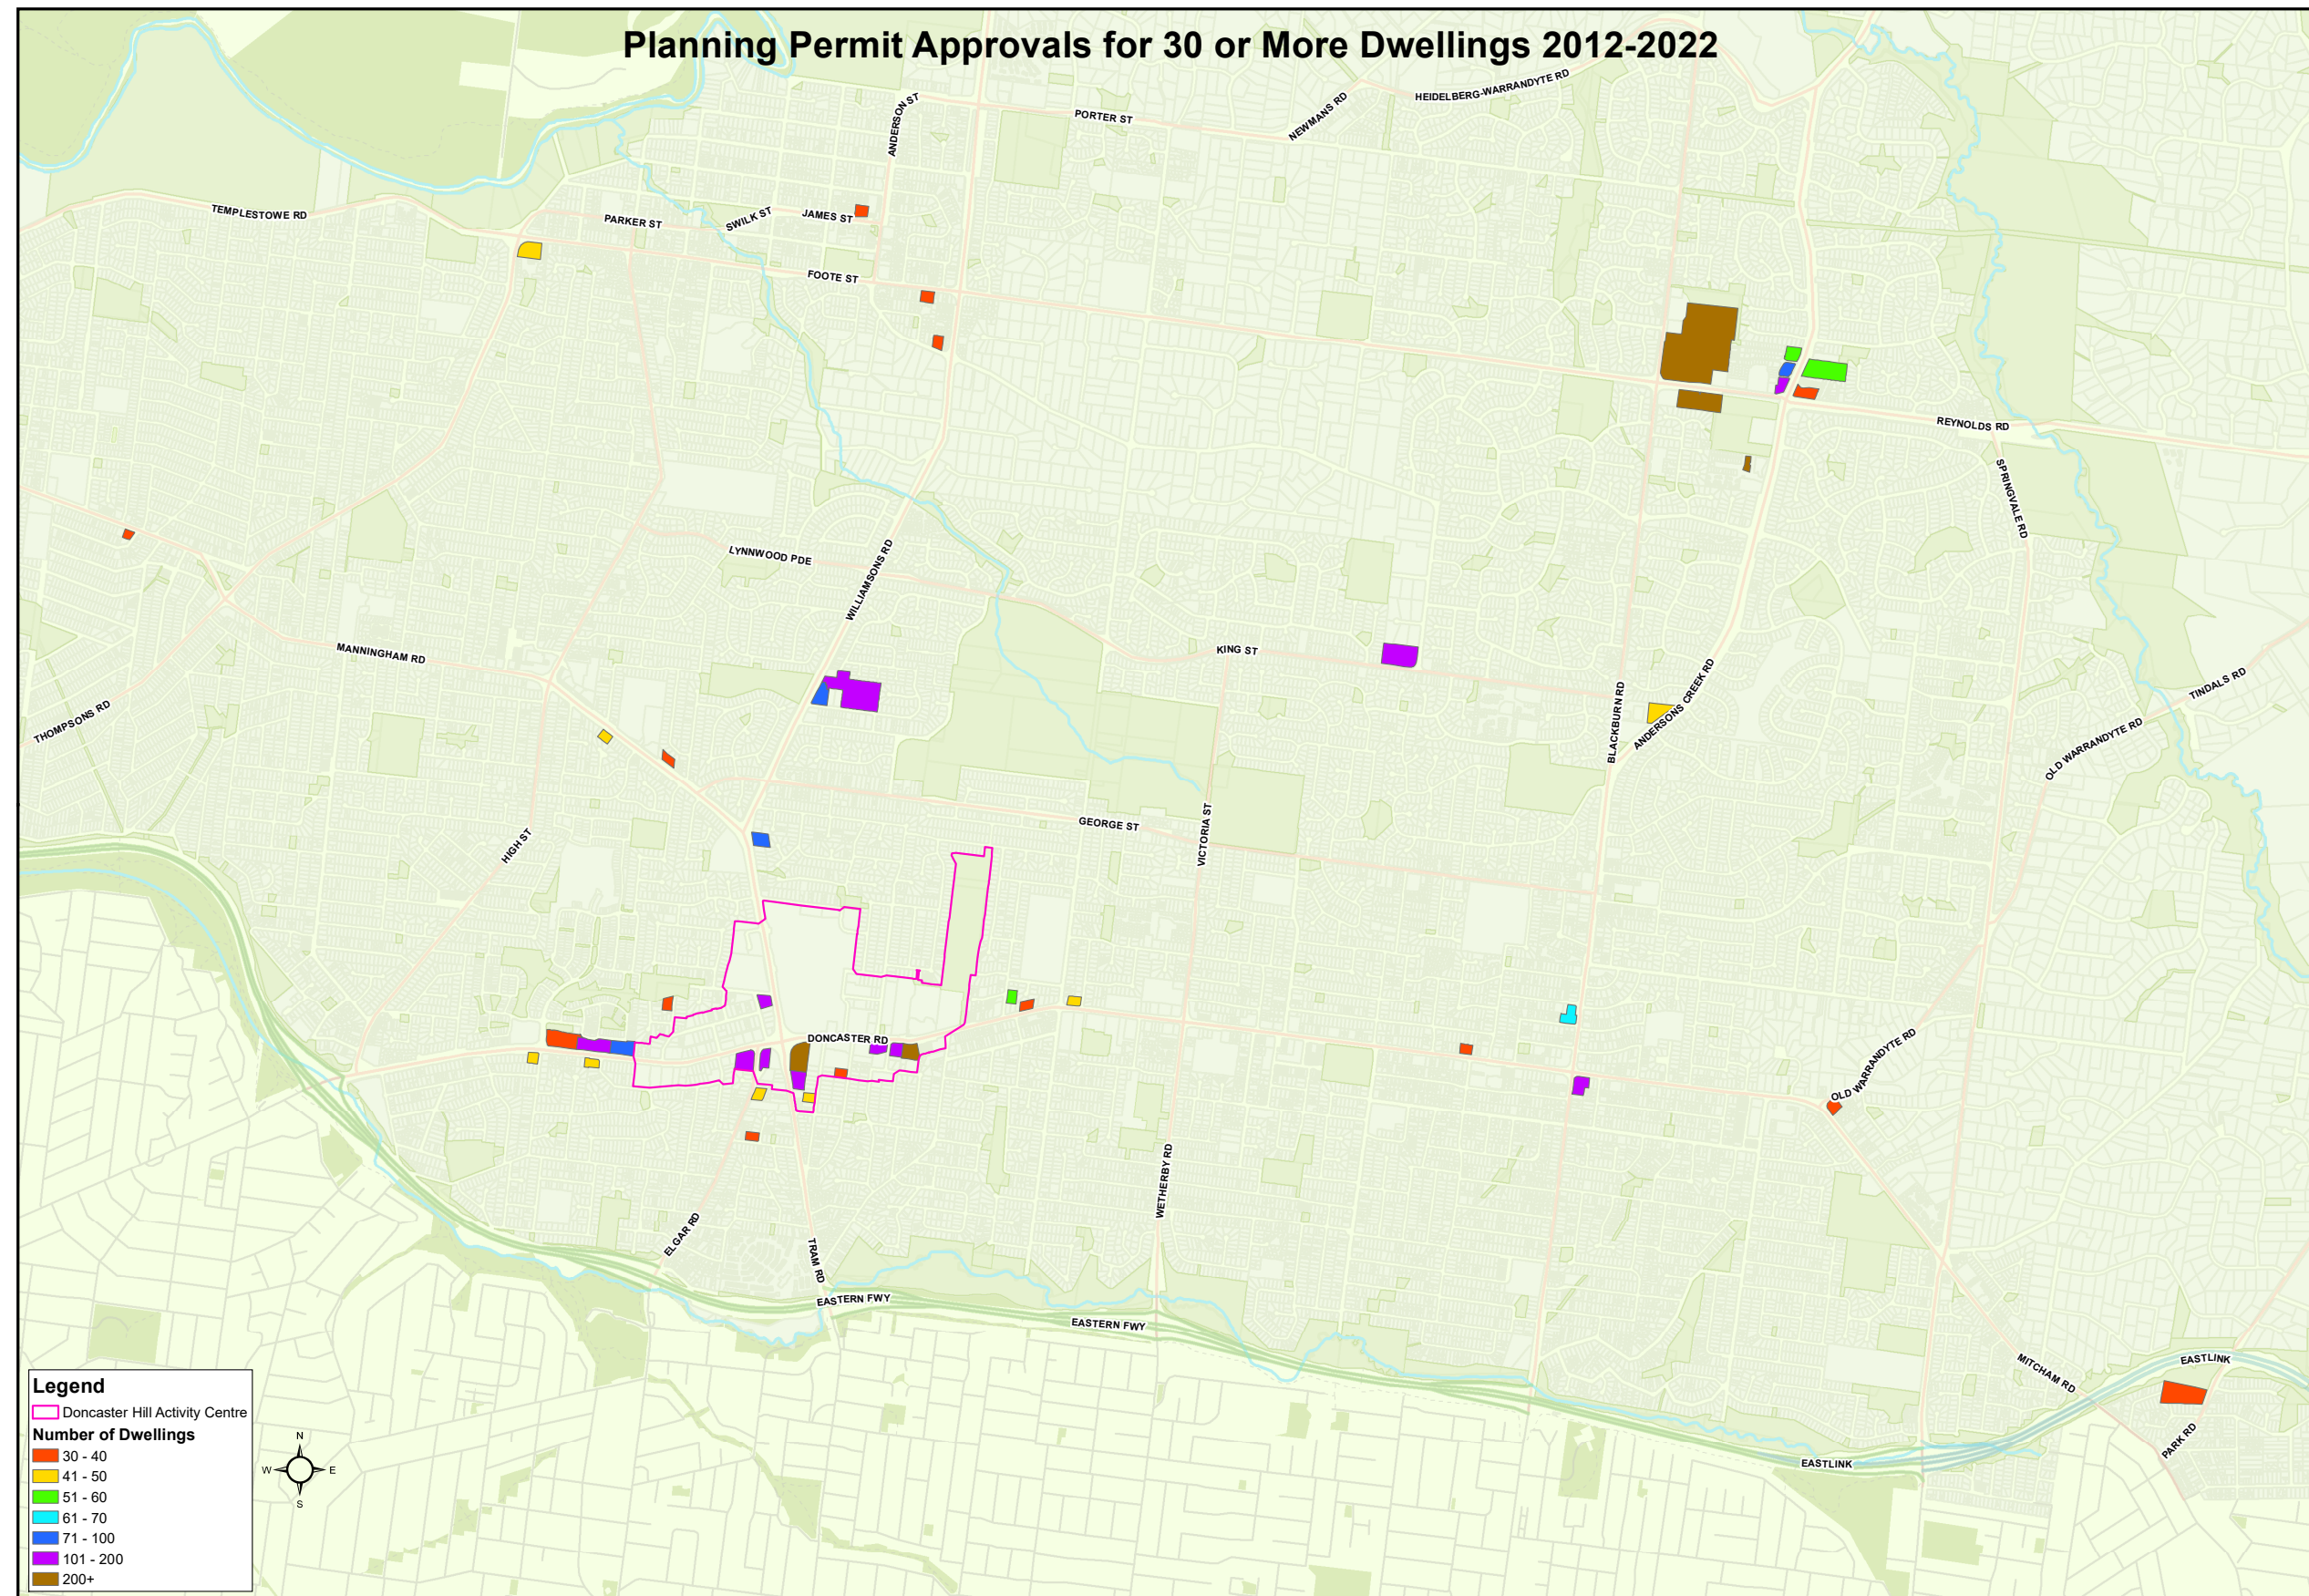 Planning Permit Approvals for 30 or More Dwellings 2012-2022
HEIDELBERG-WARRANDYTE RD
NEWMANS RD
PORTER ST
ANDERSON ST
TEMPLESTOWE RD
PARKER ST
SWILK ST
JAMES ST
FOOTE ST
REYNOLDS RD
SPRINGVALE RD
LYNNWOOD PDE
WILLIAMSONS RD
MANNINGHAM RD
KING ST
THOMPSONS RD
BLACKBURN RD
ANDERSONS CREEK RD
TINDALS RD
OLD WARRANDYTE RD
HIGH ST
GEORGE ST
VICTORIA ST
DONCASTER RD
OLD WARRANDYTE RD
WETHERBY RD
ELGAR RD
TRAM RD
EASTERN FWY
EASTERN FWY
MITCHAM RD
EASTLINK
PARK RD
EASTLINK
Legend
Doncaster Hill Activity Centre
Number of Dwellings
30 - 40
41 - 50
51 - 60
61 - 70
71 - 100
101 - 200
200+
N
W
E
S